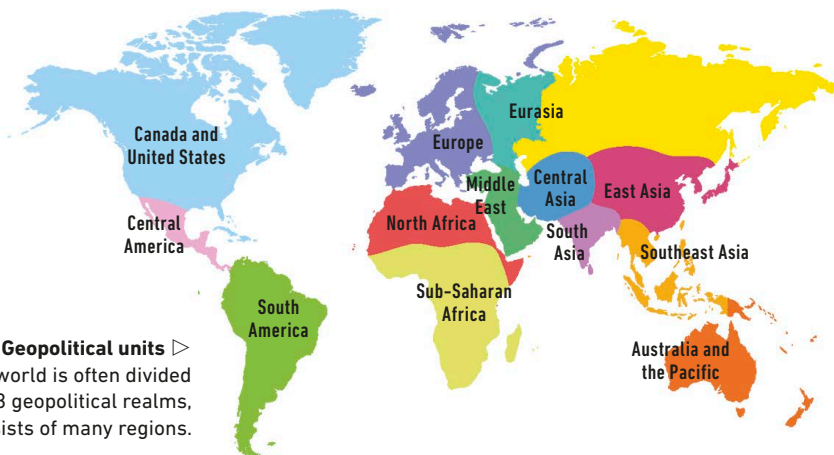 Canada and
United States
Europe
Eurasia
Middle
East
Central
Asia
East Asia
Central
America
North Africa
South
Asia
Southeast Asia
Sub-Saharan
Africa
South
America
Australia and
the Pacific
Geopolitical units ▷
world is often divided
3 geopolitical realms,
sists of many regions.